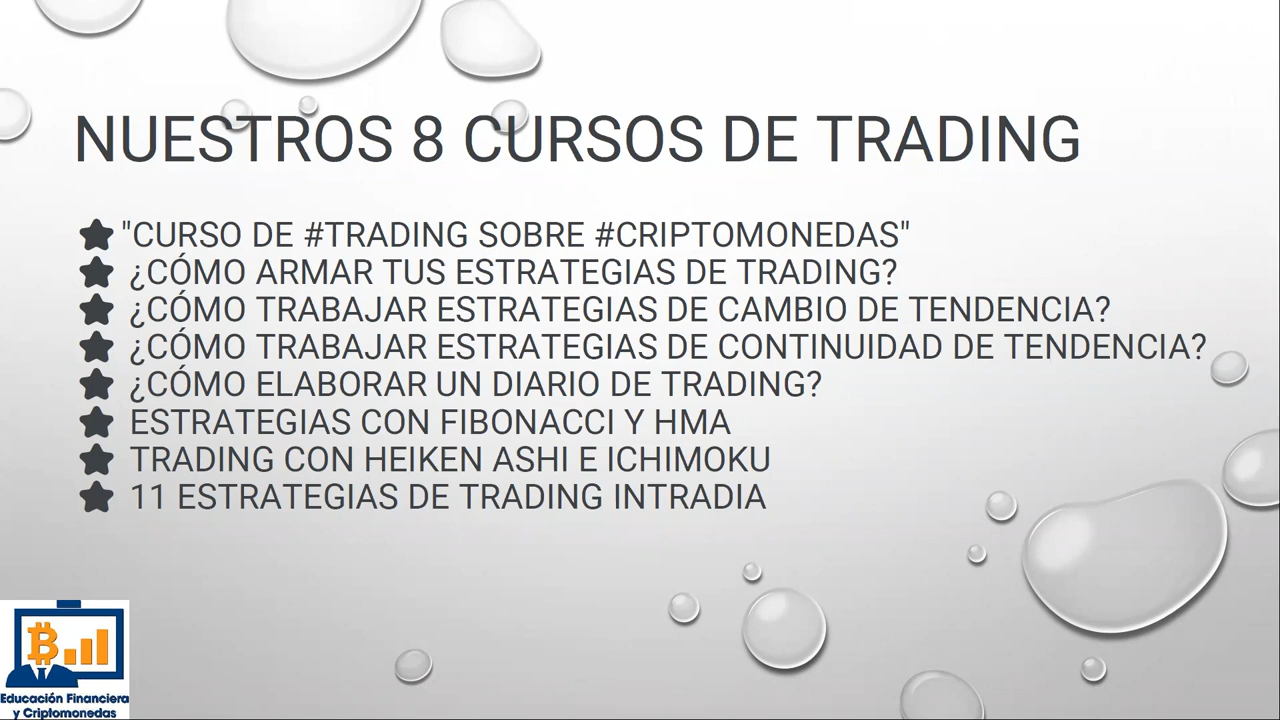 NUESTROS 8 CURSOS DE TRADING
"CURSO DE #TRADING SOBRE #CRIPTOMONEDAS"
¿CÓMO ARMAR TUS ESTRATEGIAS DE TRADING?
¿CÓMO TRABAJAR ESTRATEGIAS DE CAMBIO DE TENDENCIA?
¿CÓMO TRABAJAR ESTRATEGIAS DE CONTINUIDAD DE TENDENCIA?
¿CÓMO ELABORAR UN DIARIO DE TRADING?
ESTRATEGIAS CON FIBONACCI Y HMA
TRADING CON HEIKEN ASHI E ICHIMOKU
11 ESTRATEGIAS DE TRADING INTRADIA
Educación Financiera
y Criptomonedas